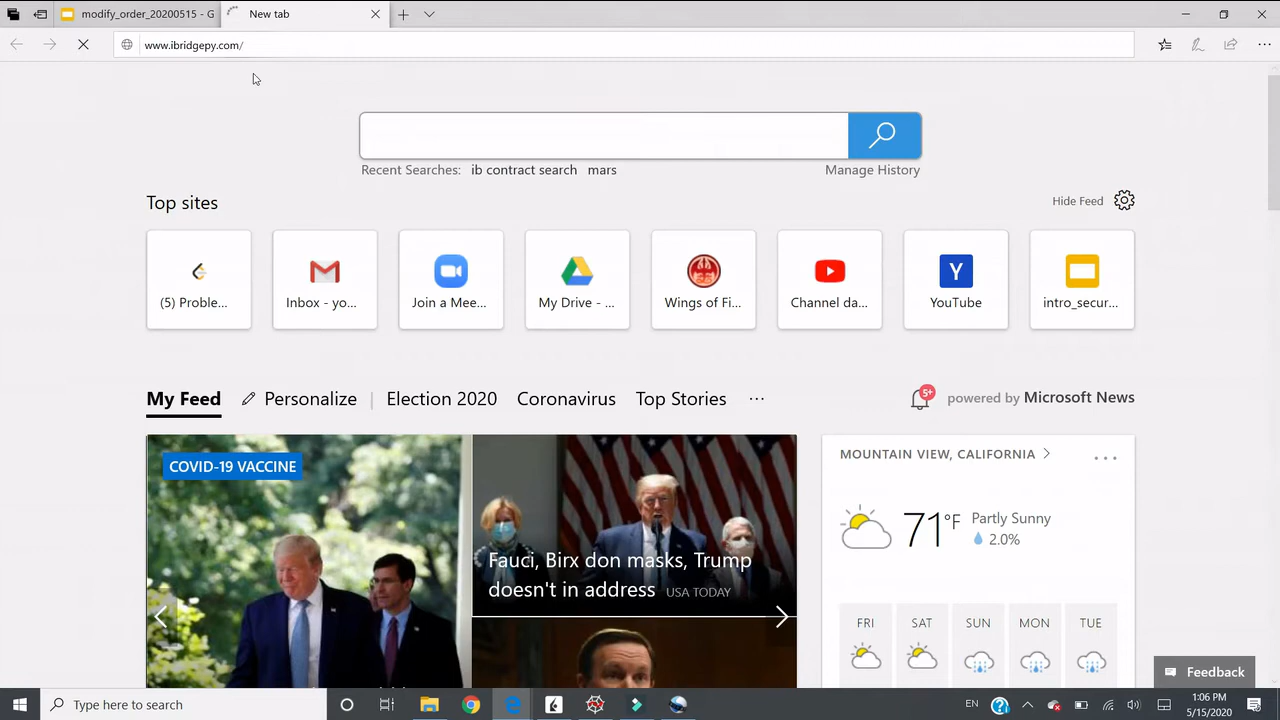 modify_order_20200515 - G
New tab
www.ibridgepy.com/
Recent Searches: ib contract search mars
Manage History
Top sites
Hide Feed
(5) Proble...
Inbox - yo...
Join a Mee...
My Drive - ...
Wings of Fi...
Channel da...
Y
YouTube
intro_secur...
My Feed
Personalize
Election 2020
Coronavirus
Top Stories
...
5+
powered by Microsoft News
COVID-19 VACCINE
Fauci, Birx don masks, Trump
doesn't in address USA TODAY
MOUNTAIN VIEW, CALIFORNIA
71°F
Partly Sunny
2.0%
FRI SAT SUN MON TUE
Feedback
Type here to search
EN
1:06 PM
5/15/2020